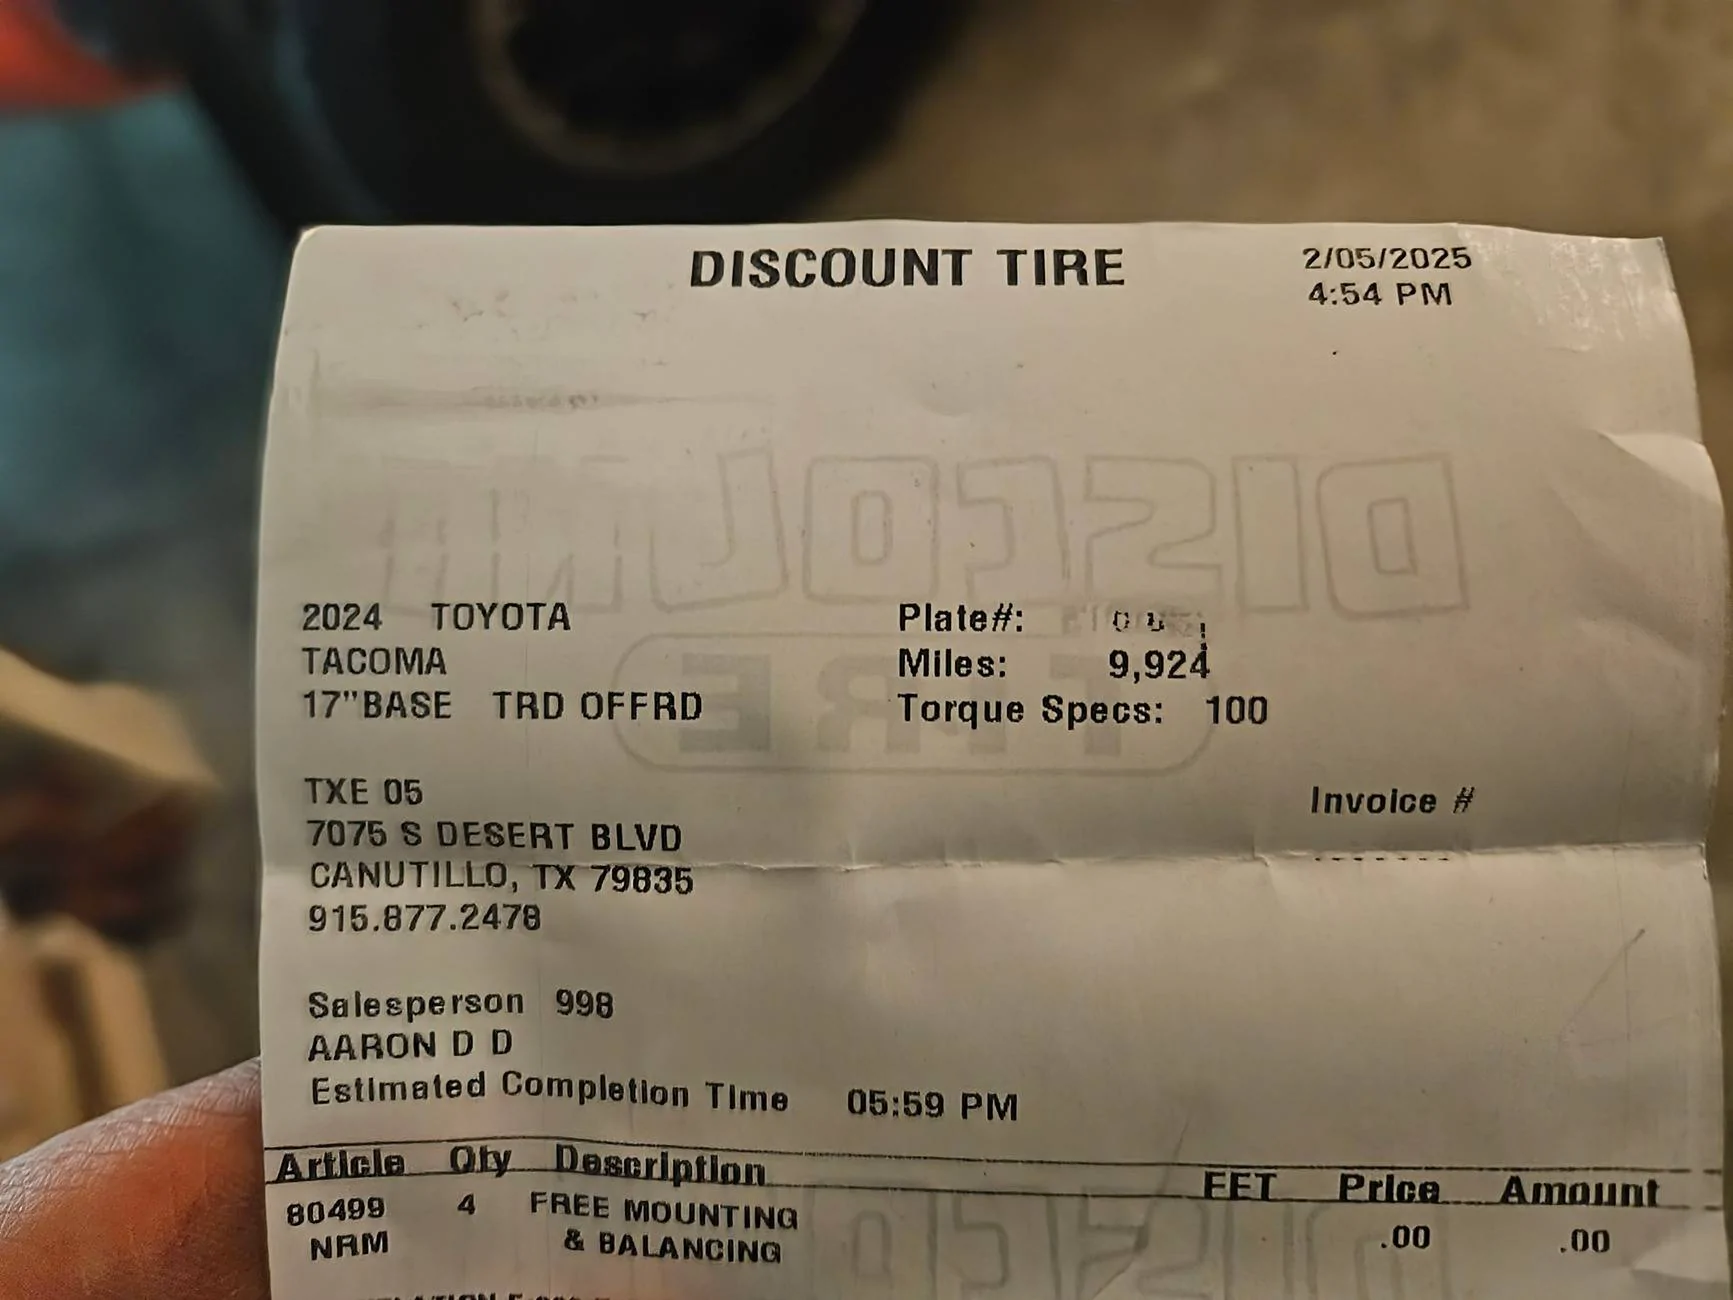 DISCOUNT TIRE
2/05/2025
4:54 PM
2024 TOYOTA
TACOMA
17"BASE TRD OFFRD
Plate#:
Miles: 9,924
Torque Specs: 100
TXE 05
7075 S DESERT BLVD
CANUTILLO, TX 79835
915.877.2478
Invoice #
Salesperson 998
AARON D D
Estimated Completion Time 05:59 PM
Article Qty Description FET Price Amount
80499 4 FREE MOUNTING .00 .00
NRM & BALANCING